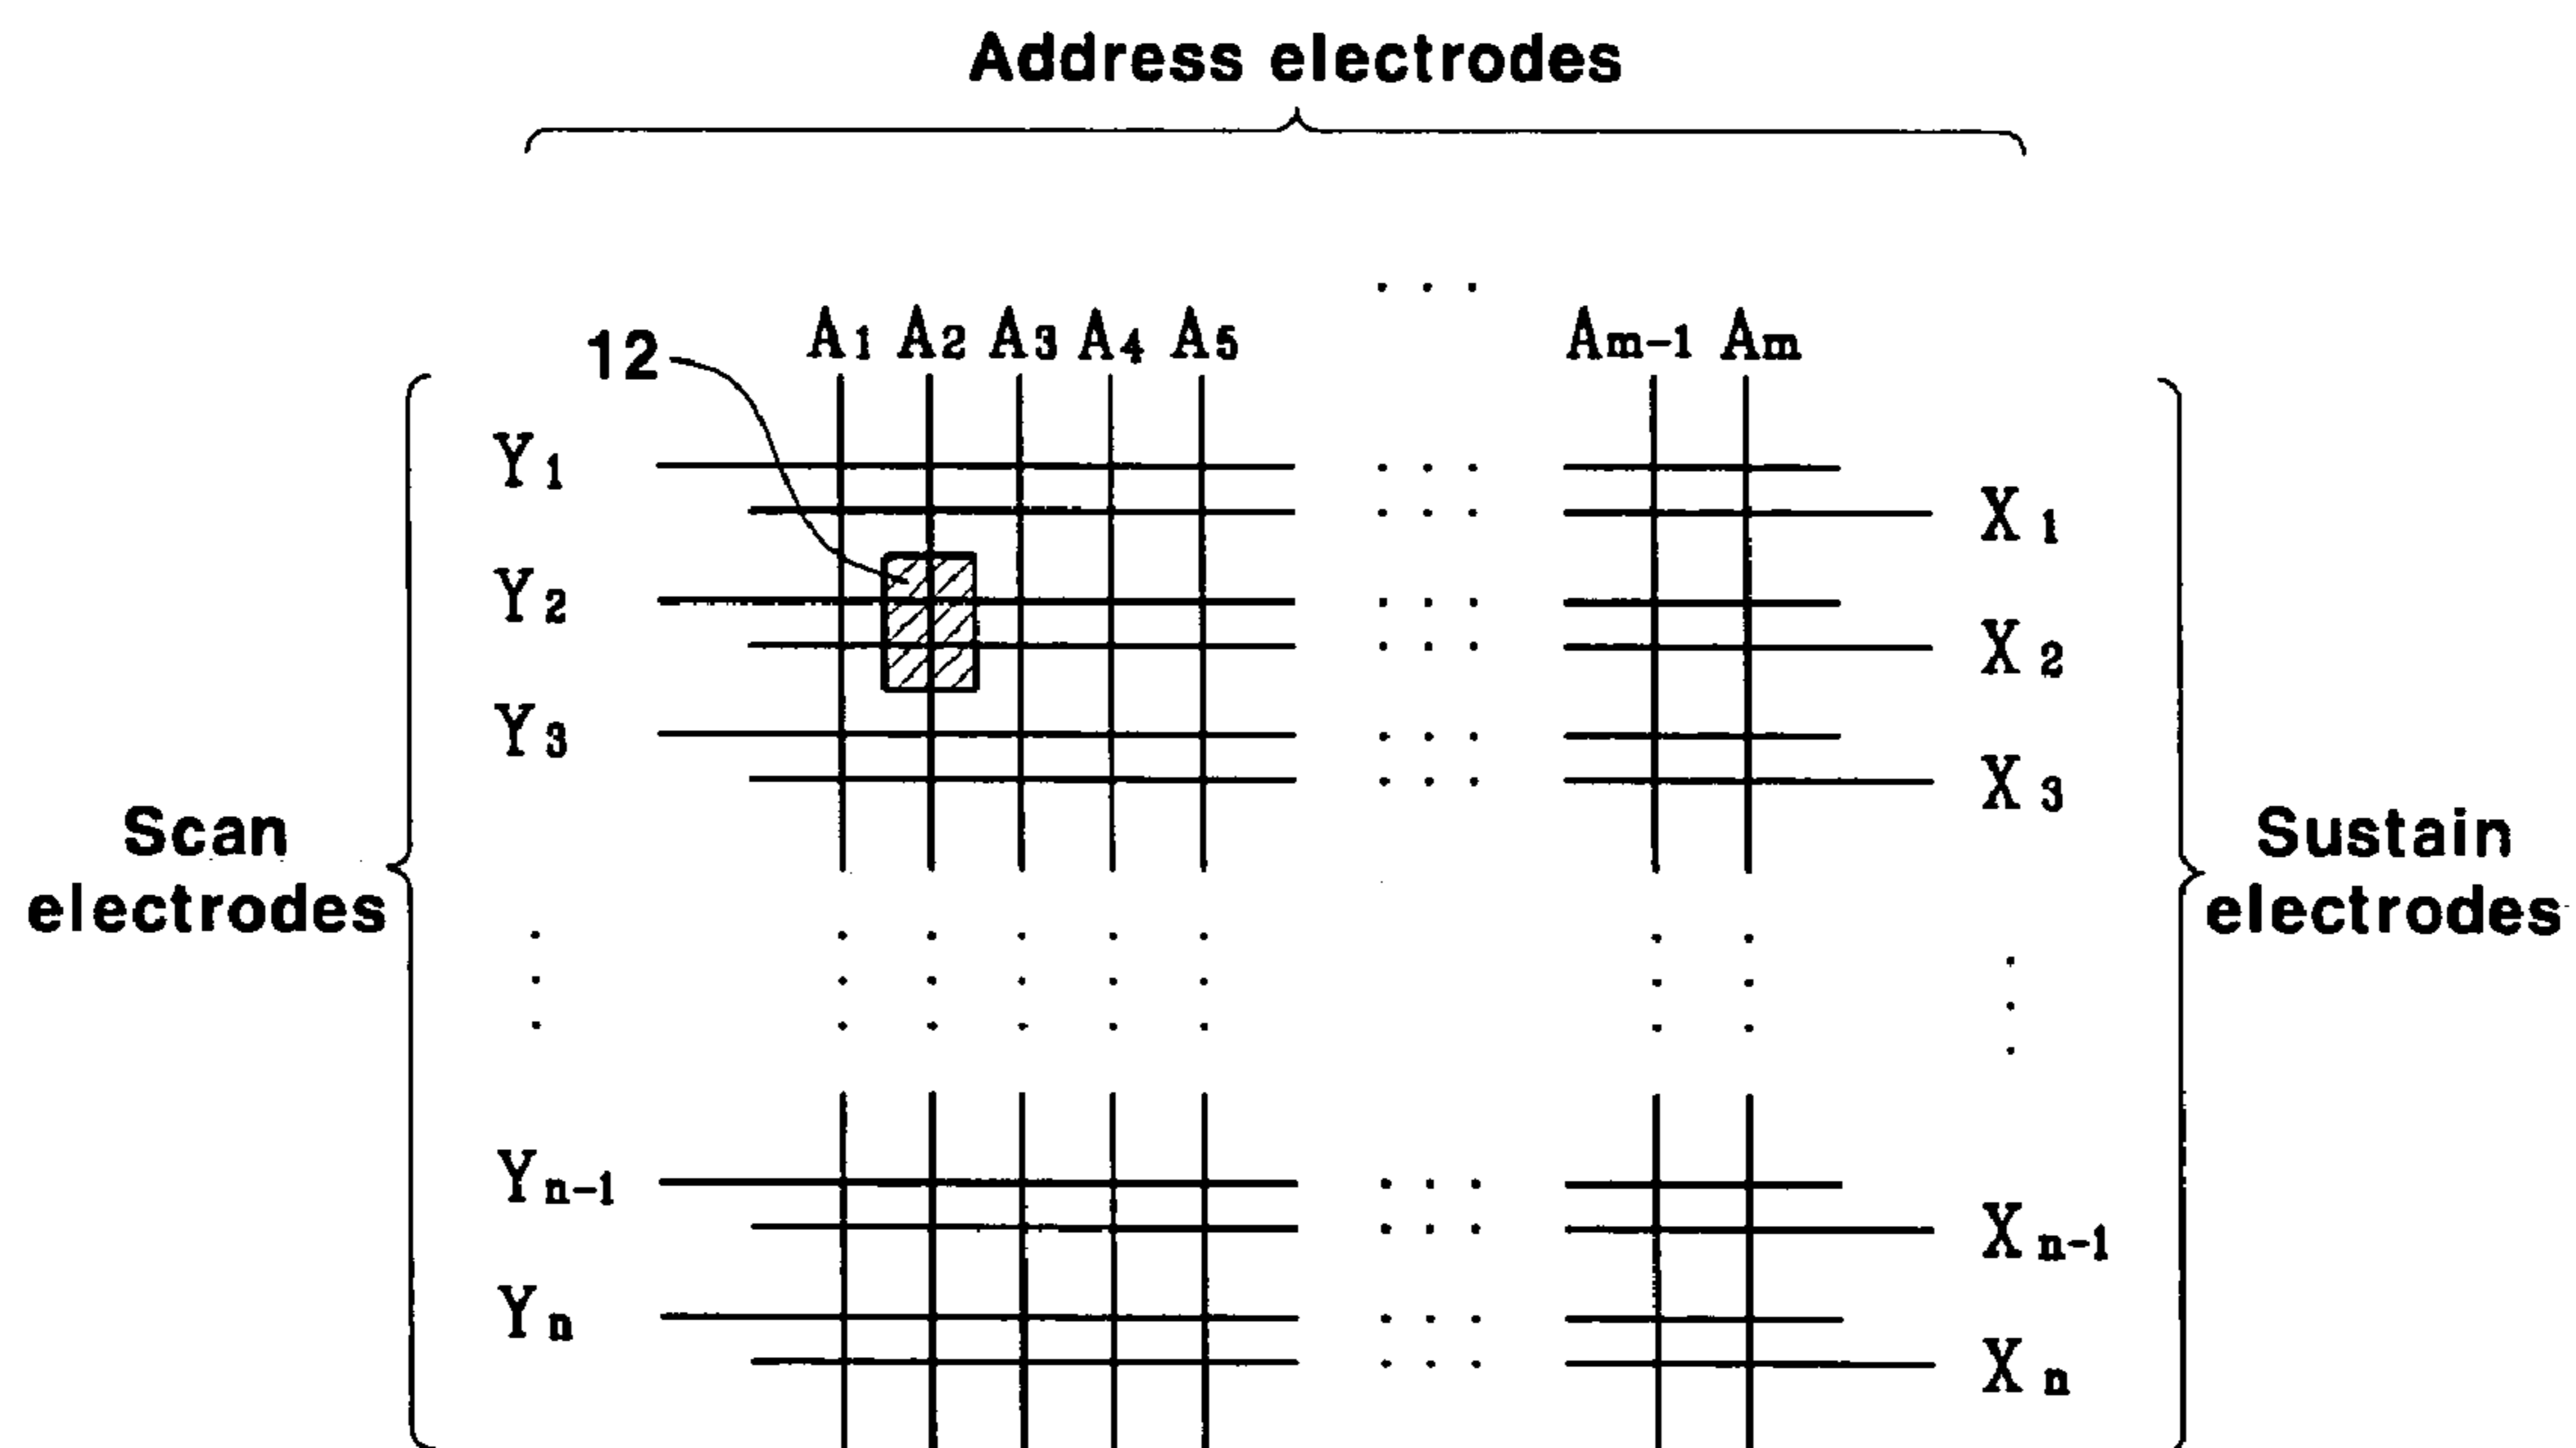 Address electrodes
. . .
A1 A2 A3 A4 A5 Am-1 Am
12
Y1
X1
Y2
X2
Y3
X3
Scan
electrodes
Sustain
electrodes
Yn-1
Xn-1
Yn
Xn